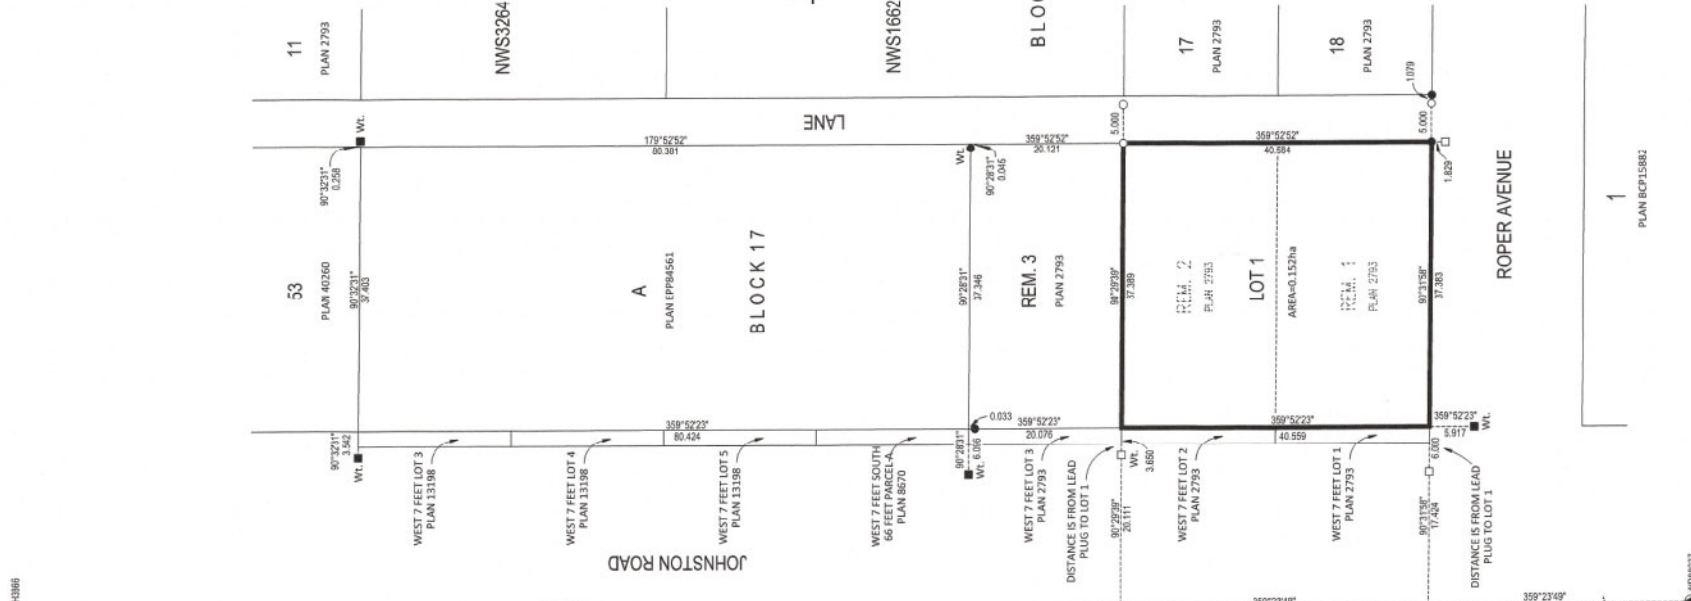 11
PLAN 2793
NWS3264
NWS1662
17
PLAN 2793
18
PLAN 2793
1.079
LANE
Wt.
179°52'52"
80.301
90°32'31"
0.258
Wt.
90°28'31"
0.045
359°52'52"
20.121
5.000
359°52'52"
40.584
5.000
1.829
53
PLAN 40260
90°32'31"
37.403
A
PLAN EPP84561
BLOCK 17
90°28'31"
37.346
REM. 3
PLAN 2793
90°29'39"
37.389
REM. 2
PLAN 2793
LOT 1
AREA=0.152ha
REM. 1
PLAN 2793
90°31'58"
37.383
ROPER AVENUE
1
PLAN BCP15882
90°32'31"
3.542
Wt.
359°52'23"
80.424
0.033
90°28'31"
6.096
Wt.
359°52'23"
20.076
Wt.
3.650
359°52'23"
40.559
359°52'23"
5.917
Wt.
6.000
WEST 7 FEET LOT 3
PLAN 13198
WEST 7 FEET LOT 4
PLAN 13198
WEST 7 FEET LOT 5
PLAN 13198
WEST 7 FEET SOUTH
66 FEET PARCEL A
PLAN 8670
WEST 7 FEET LOT 3
PLAN 2793
DISTANCE IS FROM LEAD
PLUG TO LOT 1
90°29'39"
20.111
WEST 7 FEET LOT 2
PLAN 2793
WEST 7 FEET LOT 1
PLAN 2793
90°31'58"
17.424
DISTANCE IS FROM LEAD
PLUG TO LOT 1
JOHNSTON ROAD
359°23'49"